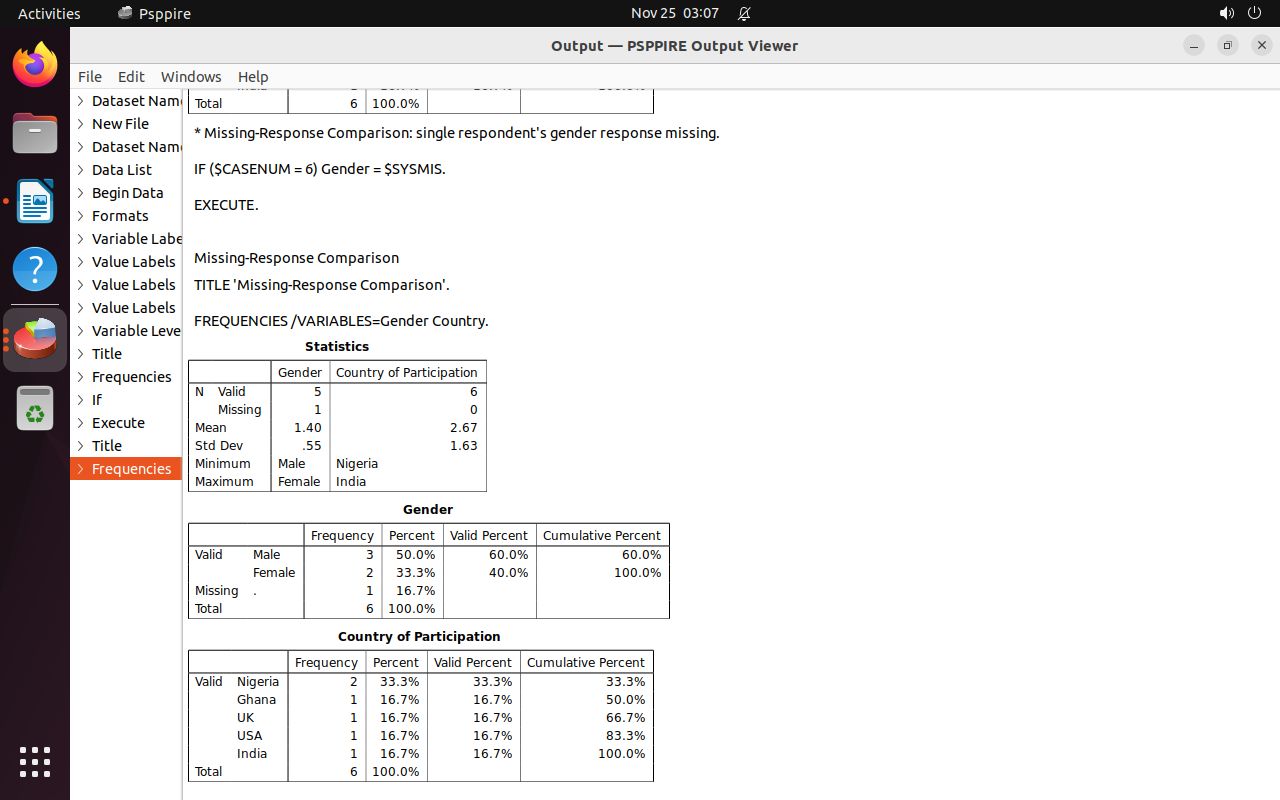 Activities Psppire Nov 25 03:07
Output — PSPPIRE Output Viewer
File Edit Windows Help
Dataset Nam
New File
Dataset Nam
Data List
Begin Data
Formats
Variable Labe
Value Labels
Value Labels
Value Labels
Variable Leve
Title
Frequencies
If
Execute
Title
Frequencies
Total 6 100.0%
* Missing-Response Comparison: single respondent's gender response missing.
IF ($CASENUM = 6) Gender = $SYSMIS.
EXECUTE.
Missing-Response Comparison
TITLE 'Missing-Response Comparison'.
FREQUENCIES /VARIABLES=Gender Country.
Statistics
Gender Country of Participation
N Valid 5 6
Missing 1 0
Mean 1.40 2.67
Std Dev .55 1.63
Minimum Male Nigeria
Maximum Female India
Gender
Frequency Percent Valid Percent Cumulative Percent
Valid Male 3 50.0% 60.0% 60.0%
Female 2 33.3% 40.0% 100.0%
Missing . 1 16.7%
Total 6 100.0%
Country of Participation
Frequency Percent Valid Percent Cumulative Percent
Valid Nigeria 2 33.3% 33.3% 33.3%
Ghana 1 16.7% 16.7% 50.0%
UK 1 16.7% 16.7% 66.7%
USA 1 16.7% 16.7% 83.3%
India 1 16.7% 16.7% 100.0%
Total 6 100.0%